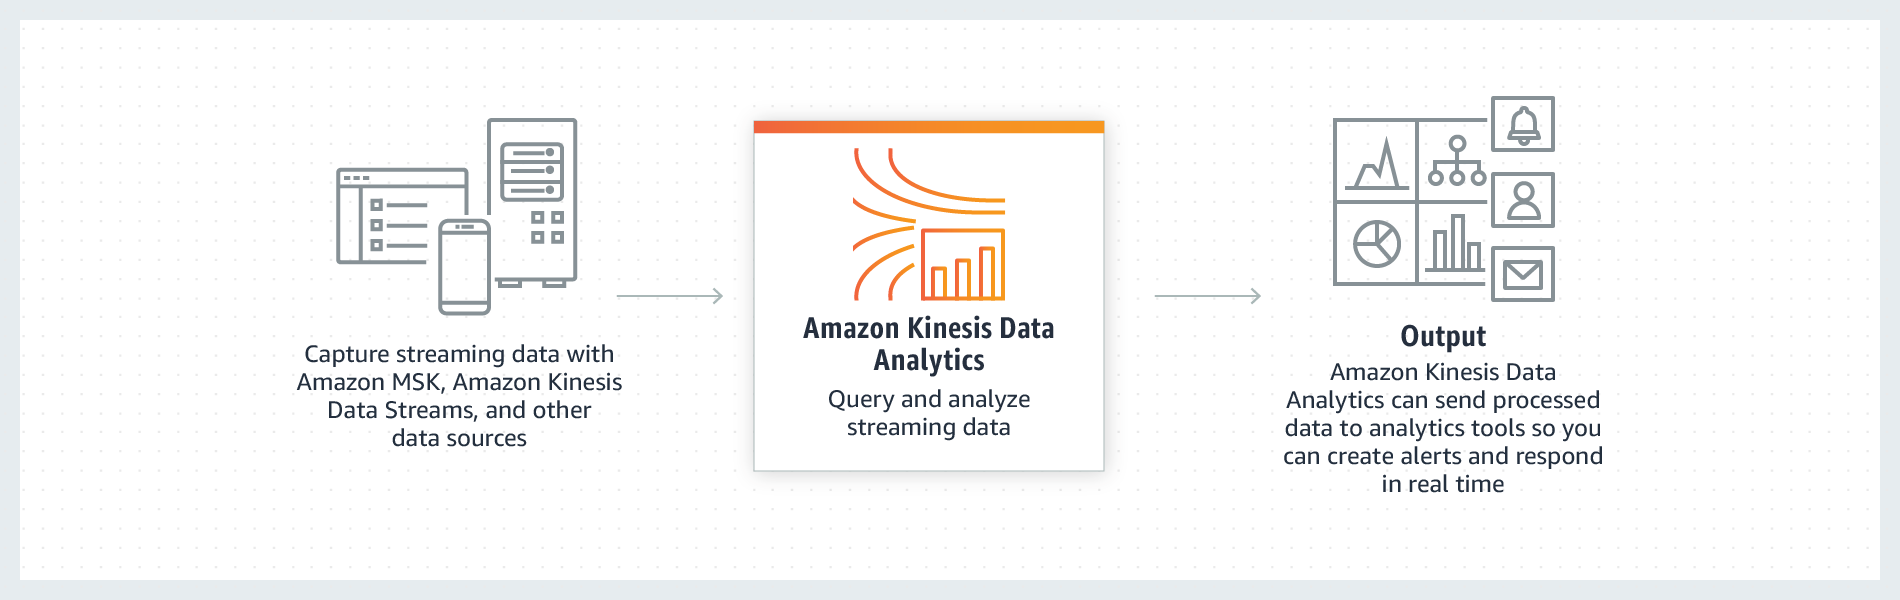 Capture streaming data with
Amazon MSK, Amazon Kinesis
Data Streams, and other
data sources
Amazon Kinesis Data
Analytics
Query and analyze
streaming data
Output
Amazon Kinesis Data
Analytics can send processed
data to analytics tools so you
can create alerts and respond
in real time